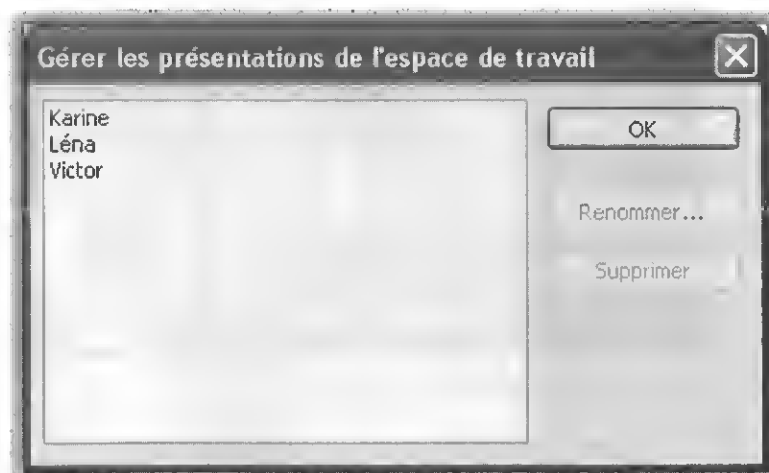 Gérer les présentations de l'espace de travail
Karine
Léna
Victor
OK
Renommer...
Supprimer